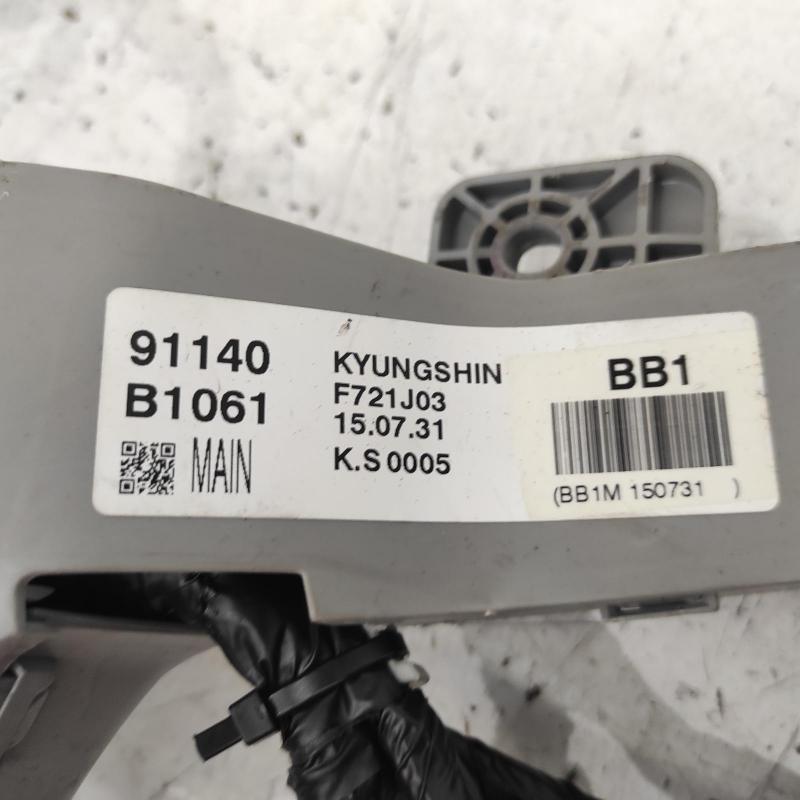 91140
B1061
MAIN
KYUNGSHIN
F721J03
15.07.31
K.S 0005
BB1
(BB1M 150731 )